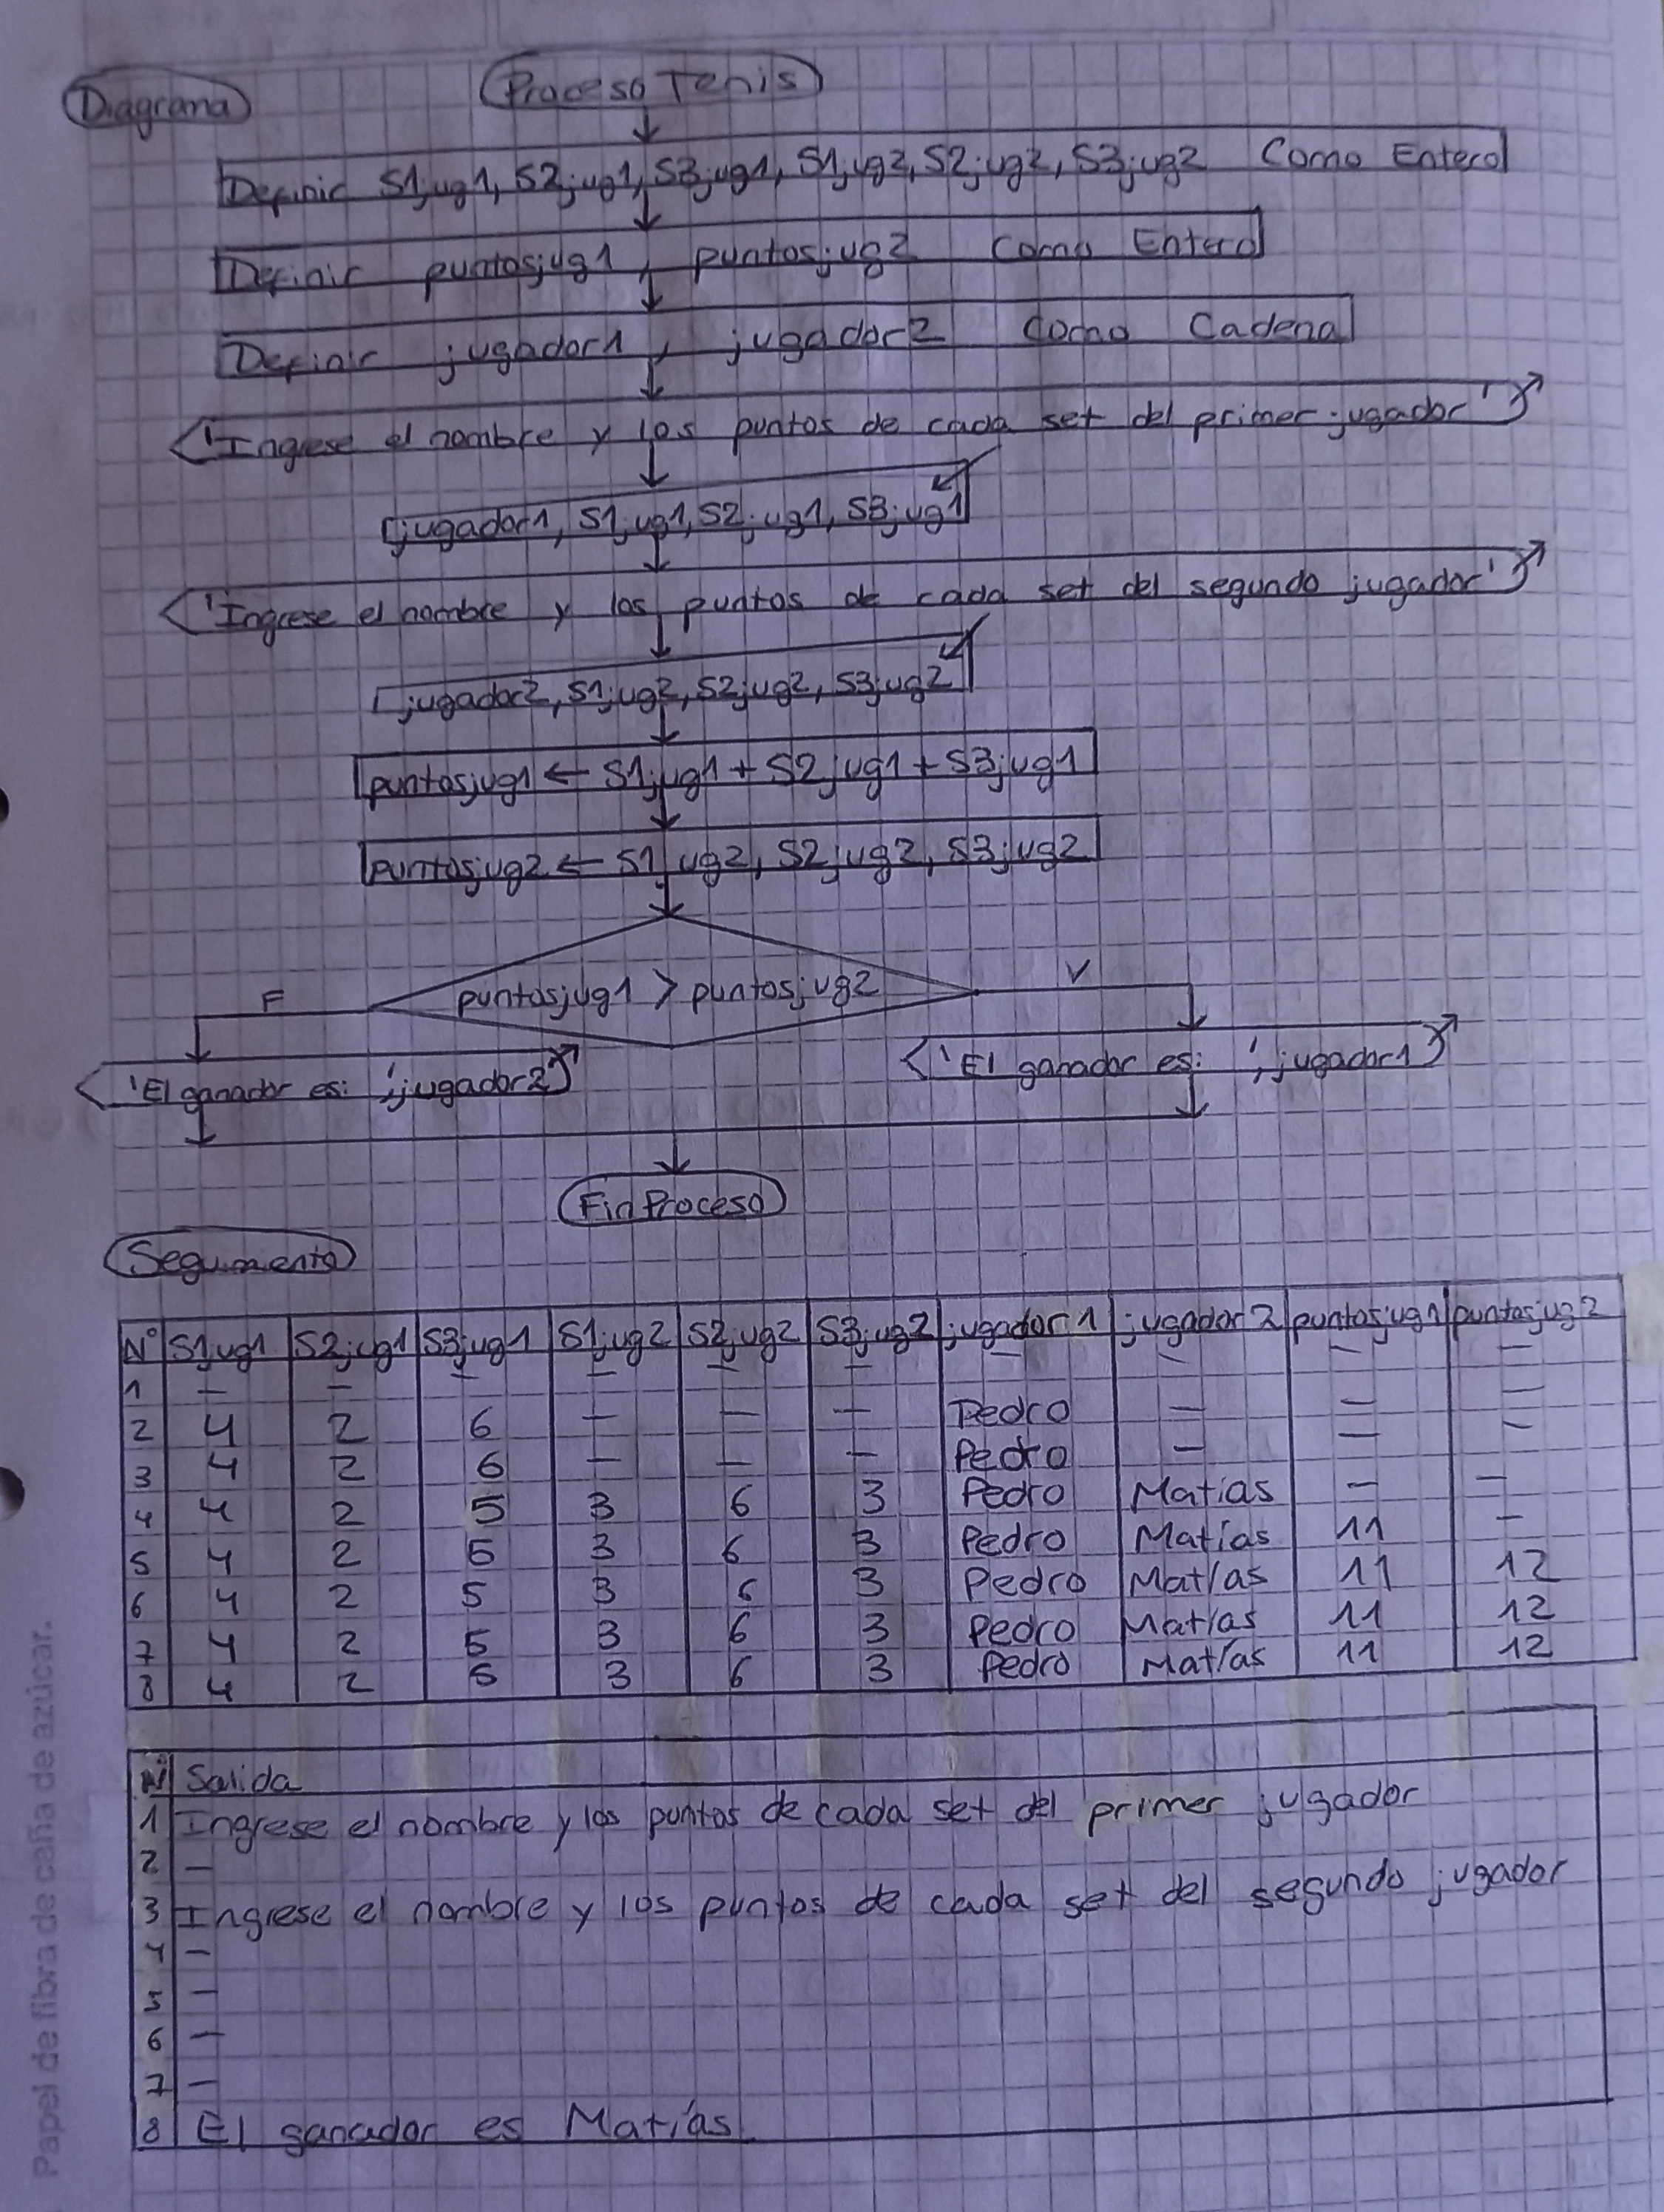 Diagrama
Proceso Tenis
Definir S1jug1, S2jug1, S3jug1, S1jug2, S2jug2, S3jug2 Como Entero
Definir puntosjug1, puntosjug2 Como Entero
Definir jugador1, jugador2 Como Cadena
'Ingrese el nombre y los puntos de cada set del primer jugador'
jugador1, S1jug1, S2jug1, S3jug1
'Ingrese el nombre y los puntos de cada set del segundo jugador'
jugador2, S1jug2, S2jug2, S3jug2
puntosjug1 ← S1jug1 + S2jug1 + S3jug1
puntosjug2 ← S1jug2, S2jug2, S3jug2
puntosjug1 > puntosjug2
F V
'El ganador es: ', jugador2 'El ganador es: ', jugador1
FinProceso
Seguimiento
N° S1jug1 S2jug1 S3jug1 S1jug2 S2jug2 S3jug2 jugador1 jugador2 puntosjug1 puntosjug2
1 — — — — — — — — — —
2 4 2 6 — — — Pedro — — —
3 4 2 6 — — — Pedro — — —
4 4 2 5 3 6 3 Pedro Matías — —
5 4 2 5 3 6 3 Pedro Matías 11 —
6 4 2 5 3 6 3 Pedro Matías 11 12
7 4 2 5 3 6 3 Pedro Matías 11 12
8 4 2 5 3 6 3 Pedro Matías 11 12
N° Salida
1 Ingrese el nombre y los puntos de cada set del primer jugador
2 —
3 Ingrese el nombre y los puntos de cada set del segundo jugador
4 —
5 —
6 —
7 —
8 El ganador es Matías.
Papel de fibra de caña de azúcar.